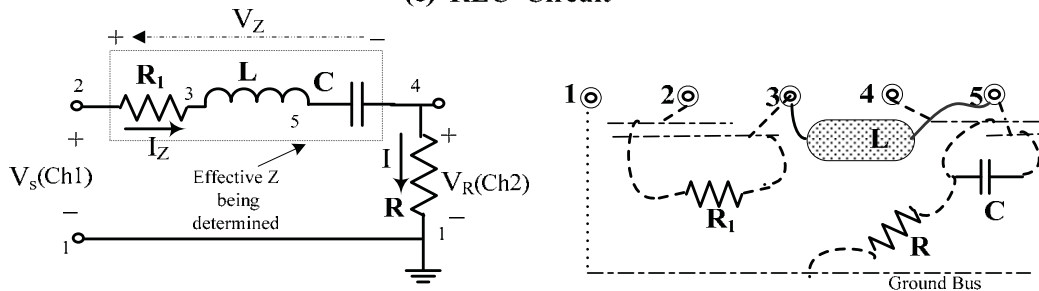 (c) RLC Circuit
+ V_Z −
R₁ L C
2 3 5 4
+ I_Z
I +
V_s(Ch1)
Effective Z
being
determined
V_R(Ch2)
− R −
1 1
1 2 3 4 5
L
R₁ C
R
Ground Bus